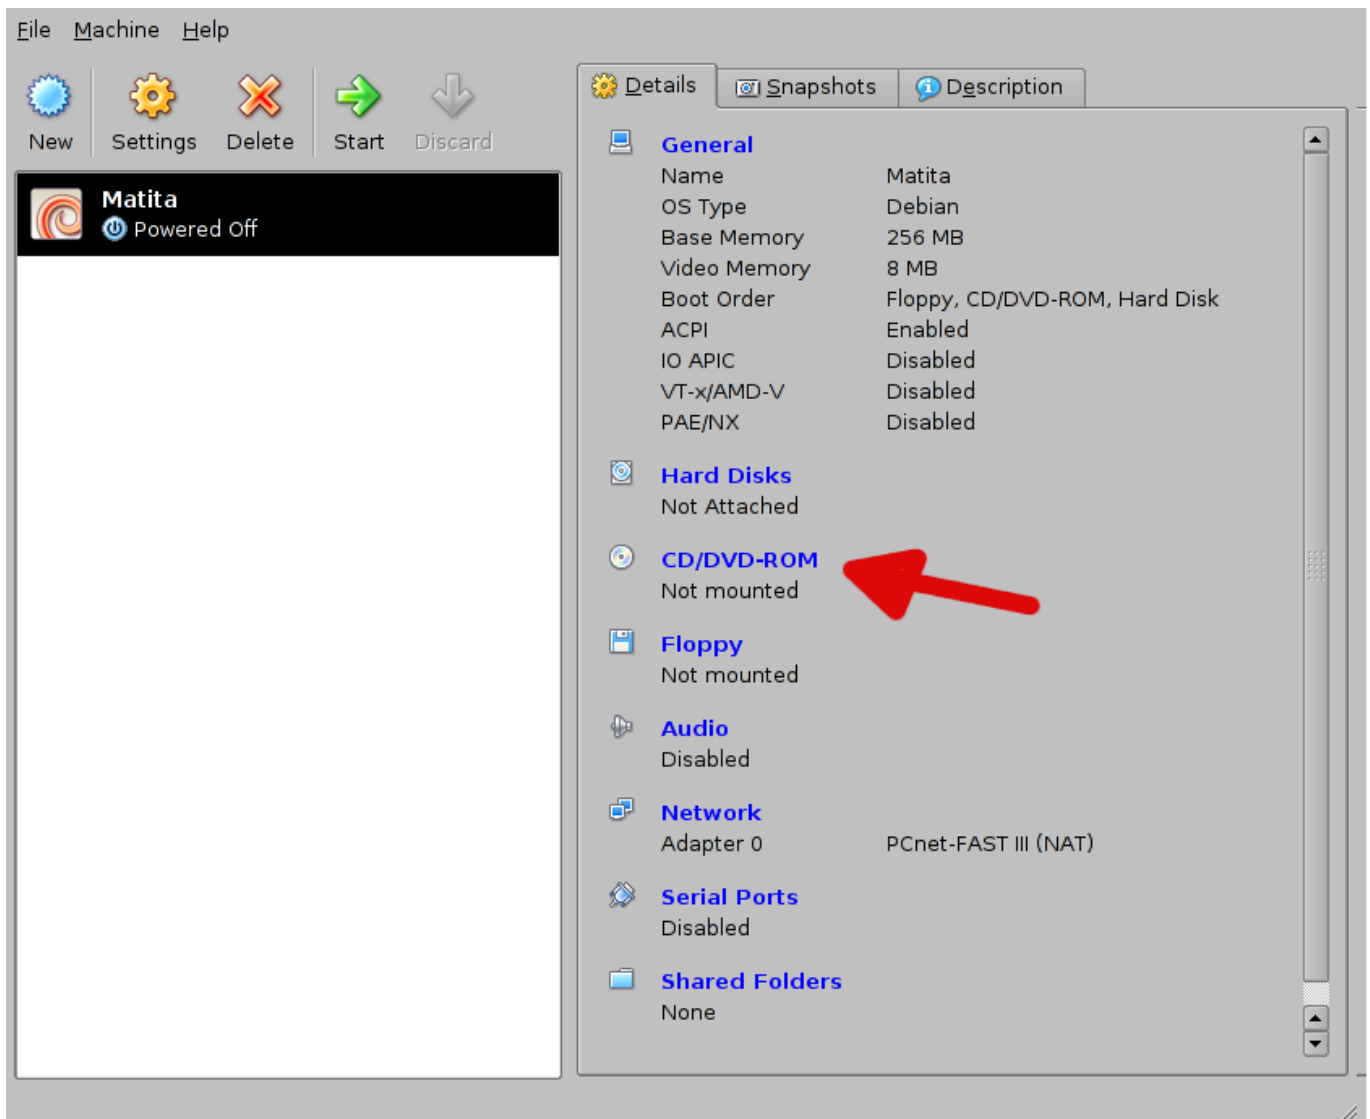 File Machine Help
New Settings Delete Start Discard
Details Snapshots Description
Matita
Powered Off
General
Name Matita
OS Type Debian
Base Memory 256 MB
Video Memory 8 MB
Boot Order Floppy, CD/DVD-ROM, Hard Disk
ACPI Enabled
IO APIC Disabled
VT-x/AMD-V Disabled
PAE/NX Disabled
Hard Disks
Not Attached
CD/DVD-ROM
Not mounted
Floppy
Not mounted
Audio
Disabled
Network
Adapter 0 PCnet-FAST III (NAT)
Serial Ports
Disabled
Shared Folders
None